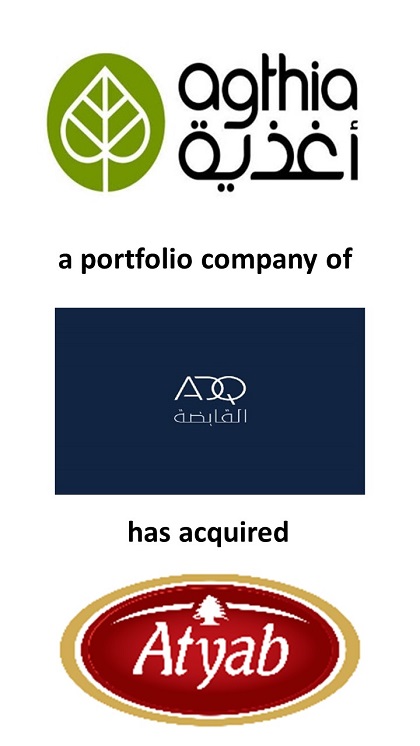 agthia
أغذية
a portfolio company of
ADQ
القابضة
has acquired
Atyab